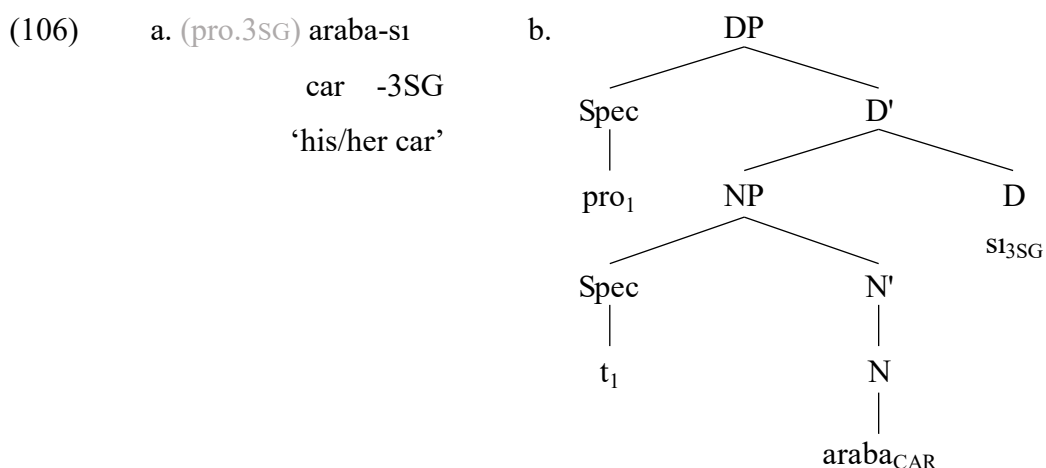 (106) a. (pro.3SG) araba-sı b. DP
car -3SG
‘his/her car’
Spec D'
pro₁ NP D
sı3SG
Spec N'
t₁ N
arabaCAR